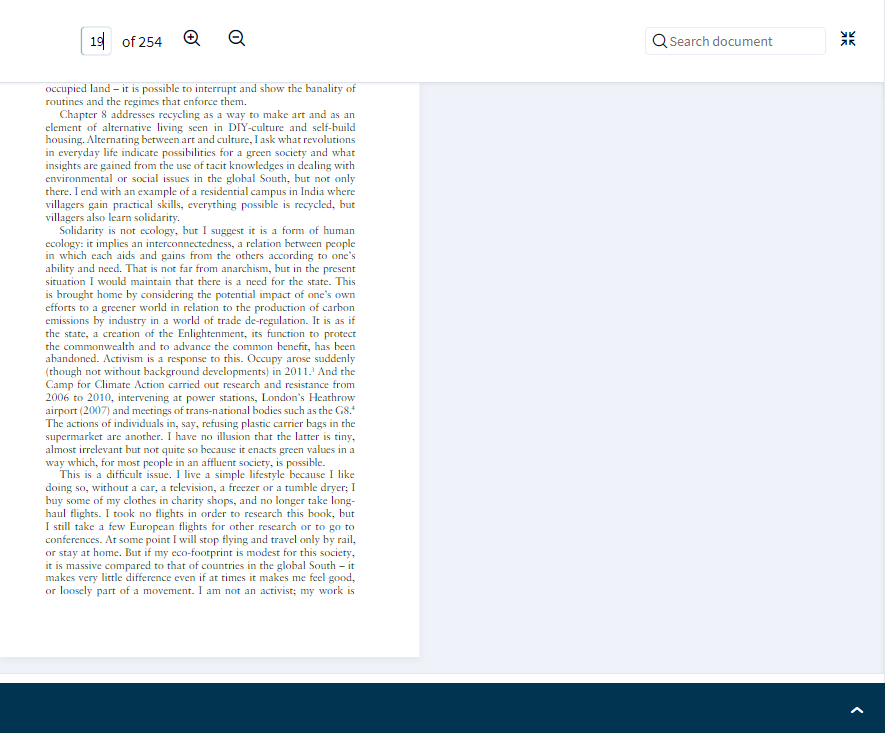 19 of 254
Search document
occupied land – it is possible to interrupt and show the banality of
routines and the regimes that enforce them.
Chapter 8 addresses recycling as a way to make art and as an
element of alternative living seen in DIY-culture and self-build
housing. Alternating between art and culture, I ask what revolutions
in everyday life indicate possibilities for a green society and what
insights are gained from the use of tacit knowledges in dealing with
environmental or social issues in the global South, but not only
there. I end with an example of a residential campus in India where
villagers gain practical skills, everything possible is recycled, but
villagers also learn solidarity.
Solidarity is not ecology, but I suggest it is a form of human
ecology: it implies an interconnectedness, a relation between people
in which each aids and gains from the others according to one's
ability and need. That is not far from anarchism, but in the present
situation I would maintain that there is a need for the state. This
is brought home by considering the potential impact of one's own
efforts to a greener world in relation to the production of carbon
emissions by industry in a world of trade de-regulation. It is as if
the state, a creation of the Enlightenment, its function to protect
the commonwealth and to advance the common benefit, has been
abandoned. Activism is a response to this. Occupy arose suddenly
(though not without background developments) in 2011.³ And the
Camp for Climate Action carried out research and resistance from
2006 to 2010, intervening at power stations, London's Heathrow
airport (2007) and meetings of trans-national bodies such as the G8.⁴
The actions of individuals in, say, refusing plastic carrier bags in the
supermarket are another. I have no illusion that the latter is tiny,
almost irrelevant but not quite so because it enacts green values in a
way which, for most people in an affluent society, is possible.
This is a difficult issue. I live a simple lifestyle because I like
doing so, without a car, a television, a freezer or a tumble dryer; I
buy some of my clothes in charity shops, and no longer take long-
haul flights. I took no flights in order to research this book, but
I still take a few European flights for other research or to go to
conferences. At some point I will stop flying and travel only by rail,
or stay at home. But if my eco-footprint is modest for this society,
it is massive compared to that of countries in the global South – it
makes very little difference even if at times it makes me feel good,
or loosely part of a movement. I am not an activist; my work is